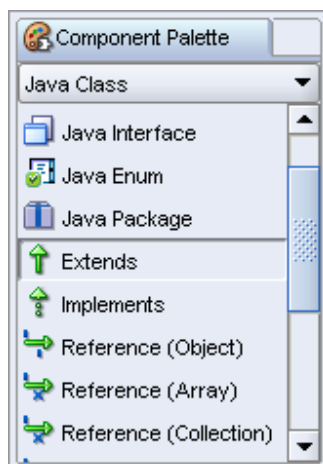 Component Palette
Java Class
Java Interface
Java Enum
Java Package
Extends
Implements
Reference (Object)
Reference (Array)
Reference (Collection)